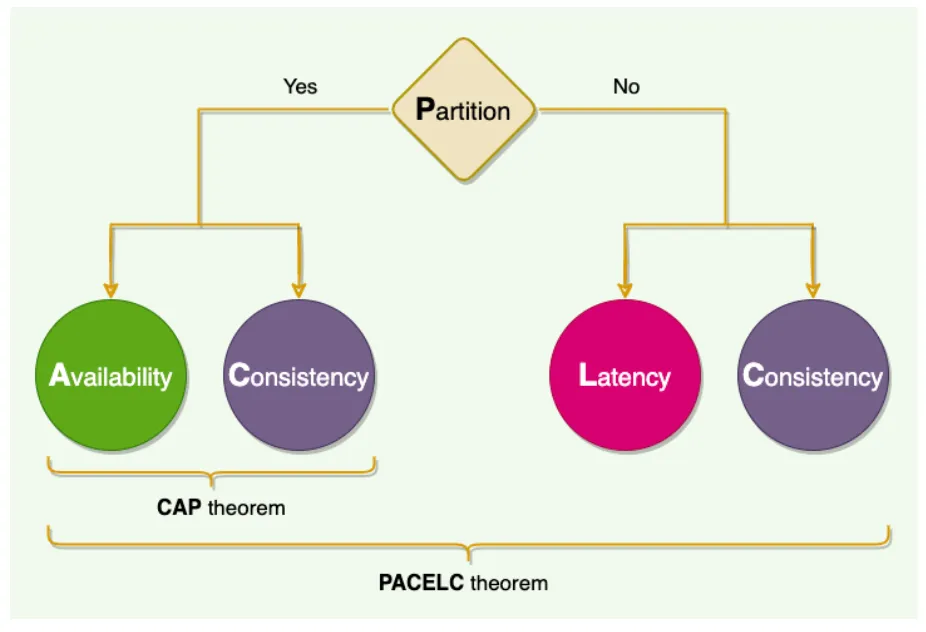 Yes
No
Partition
Availability
Consistency
Latency
Consistency
CAP theorem
PACELC theorem